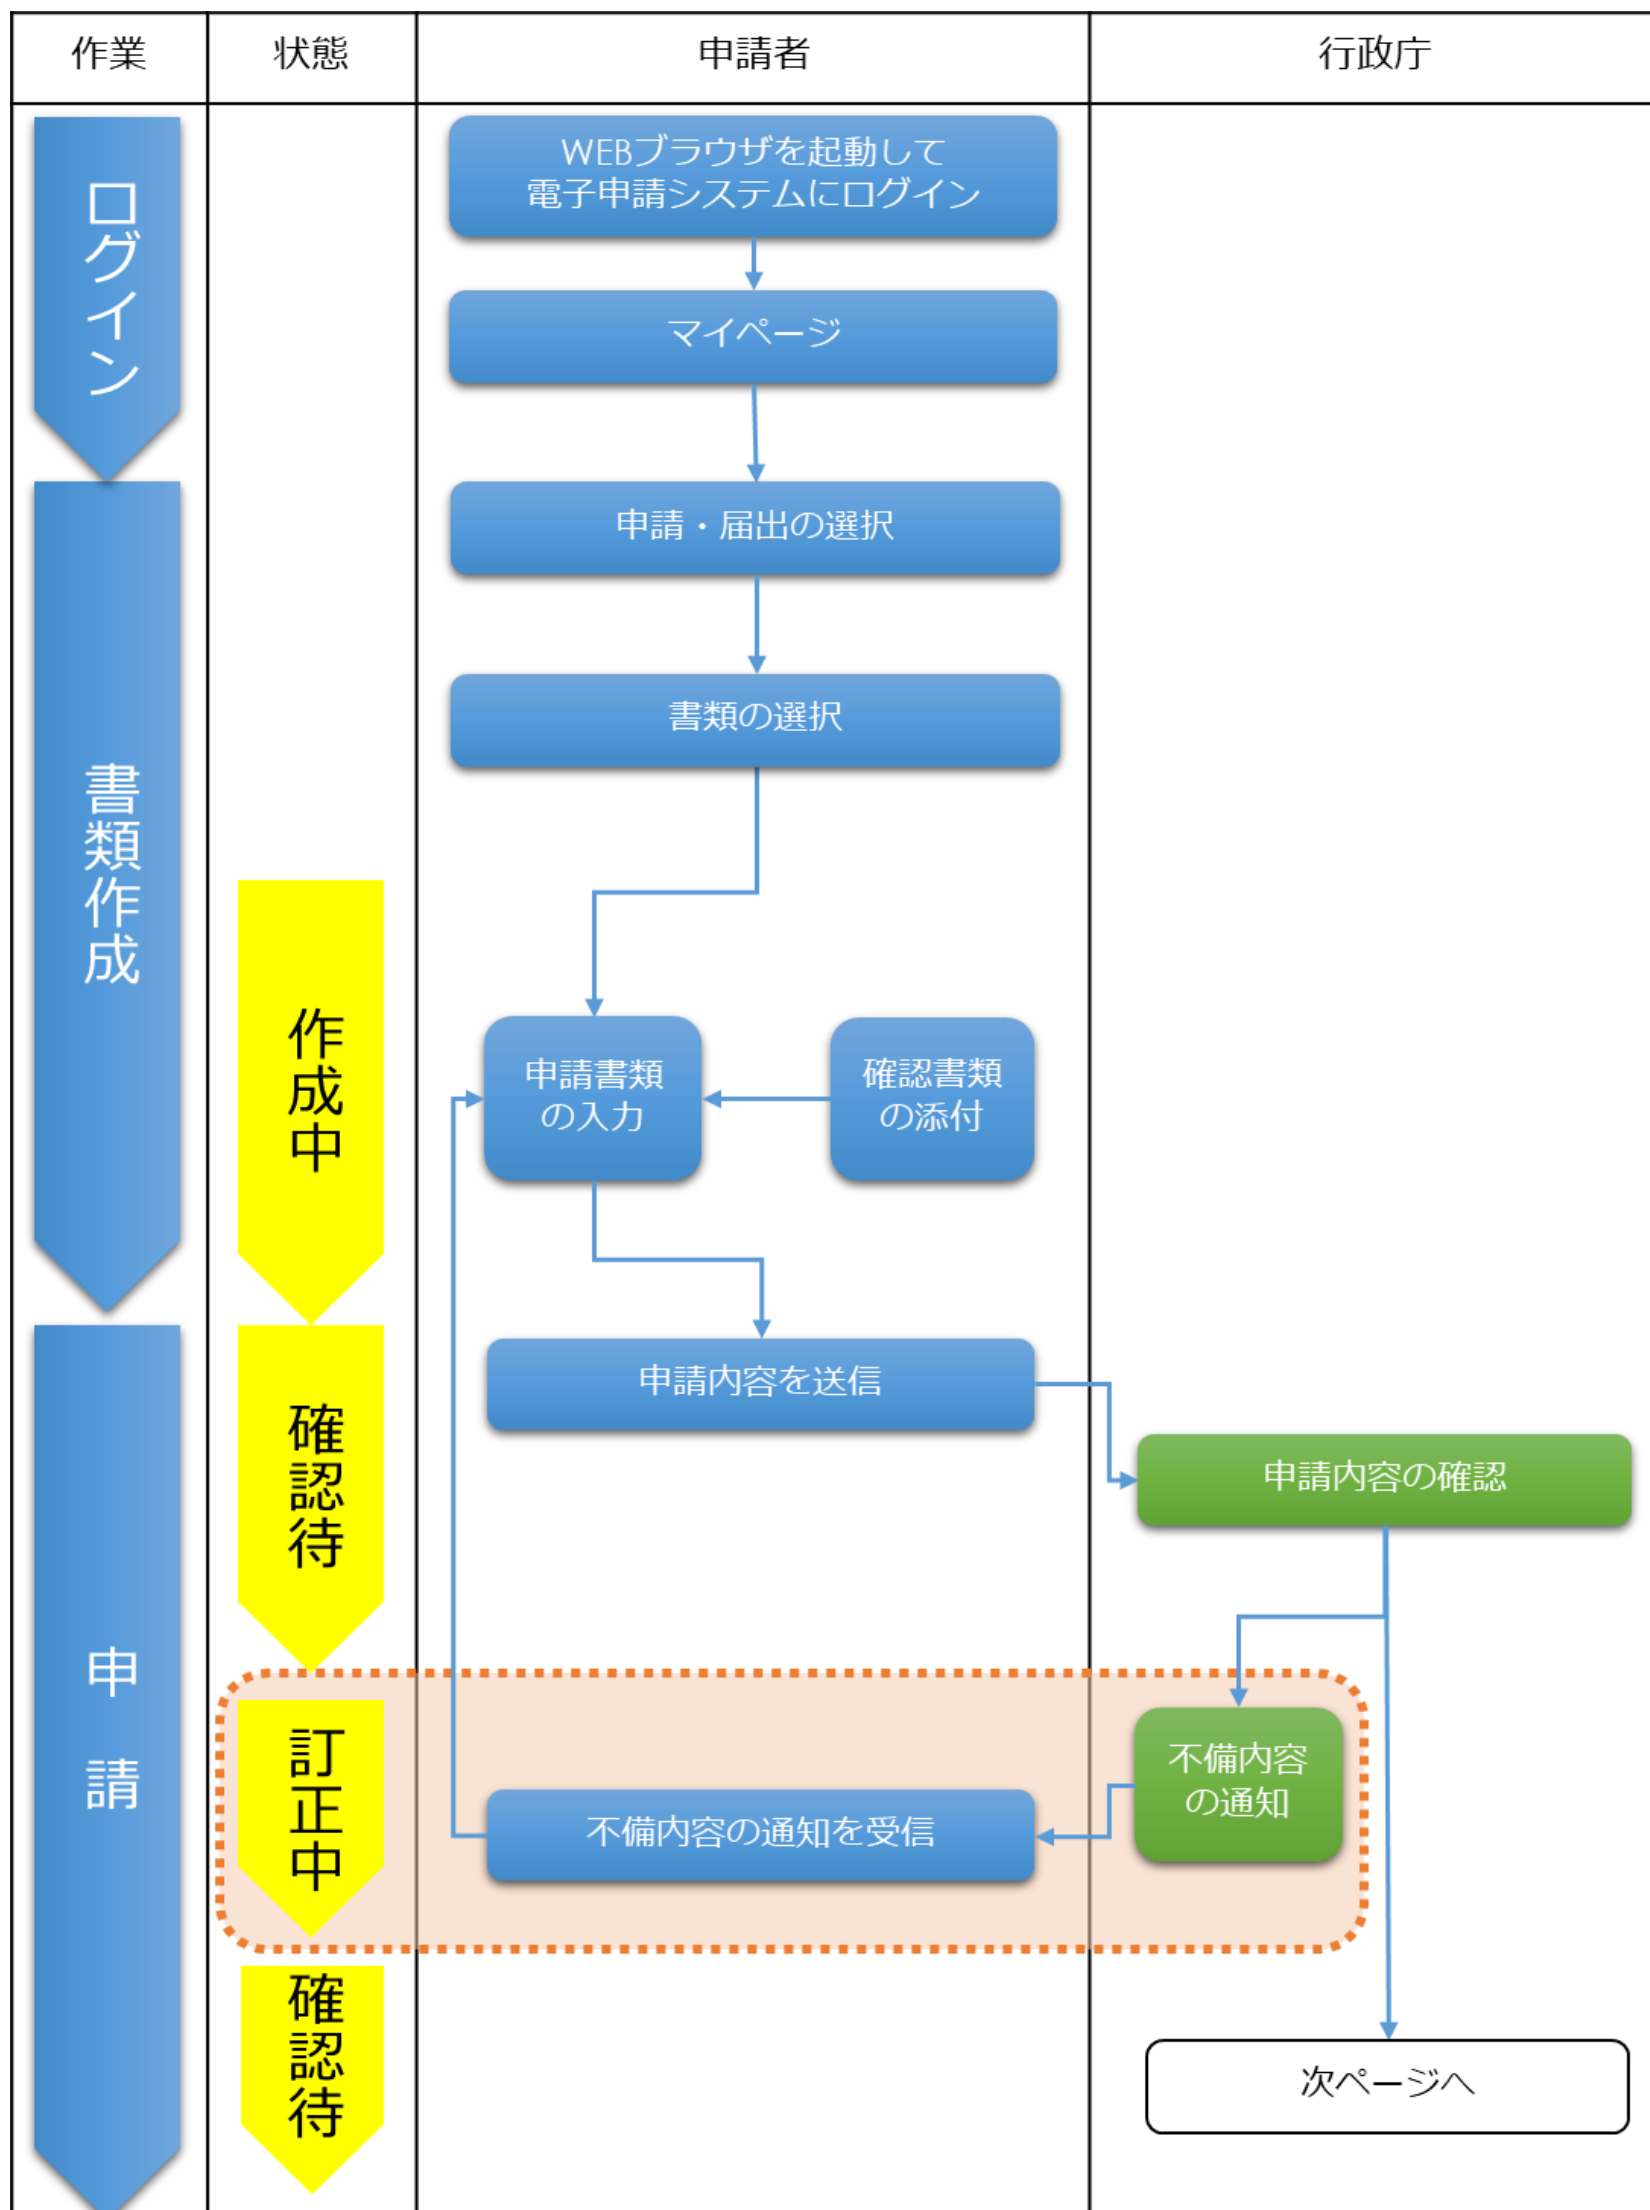 作業
状態
申請者
行政庁
ログイン
WEBブラウザを起動して
電子申請システムにログイン
マイページ
書類作成
申請・届出の選択
書類の選択
作成中
申請書類
の入力
確認書類
の添付
申請
確認待
申請内容を送信
申請内容の確認
訂正中
不備内容
の通知
不備内容の通知を受信
確認待
次ページへ